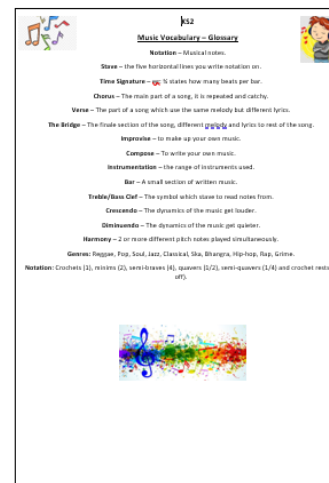 KS2
Music Vocabulary – Glossary
Notation – Musical notes.
Stave – the five horizontal lines you write notation on.
Time Signature – eg. ¾ states how many beats per bar.
Chorus – The main part of a song, it is repeated and catchy.
Verse – The part of a song which use the same melody but different lyrics.
The Bridge – The finale section of the song, different melody and lyrics to rest of the song.
Improvise – to make up your own music.
Compose – To write your own music.
Instrumentation – the range of instruments used.
Bar – A small section of written music.
Treble/Bass Clef – The symbol which stave to read notes from.
Crescendo – The dynamics of the music get louder.
Diminuendo – The dynamics of the music get quieter.
Harmony – 2 or more different pitch notes played simultaneously.
Genres: Reggae, Pop, Soul, Jazz, Classical, Ska, Bhangra, Hip-hop, Rap, Grime.
Notation: Crochets (1), minims (2), semi-breves (4), quavers (1/2), semi-quavers (1/4) and crochet rests
off).